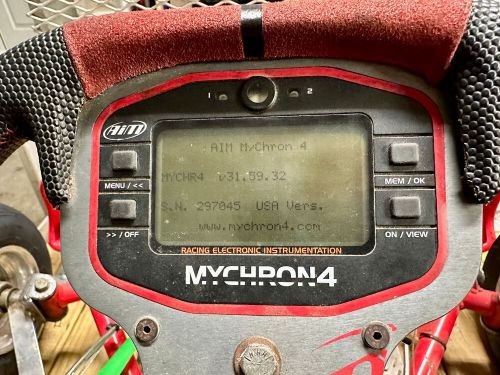 1 2
AIM
AIM MyChron 4
MENU / <<
MYCHR4 v31.59.32
MEM / OK
S.N. 297045 USA Vers.
>> / OFF
www.mychron4.com
ON / VIEW
RACING ELECTRONIC INSTRUMENTATION
MYCHRON4